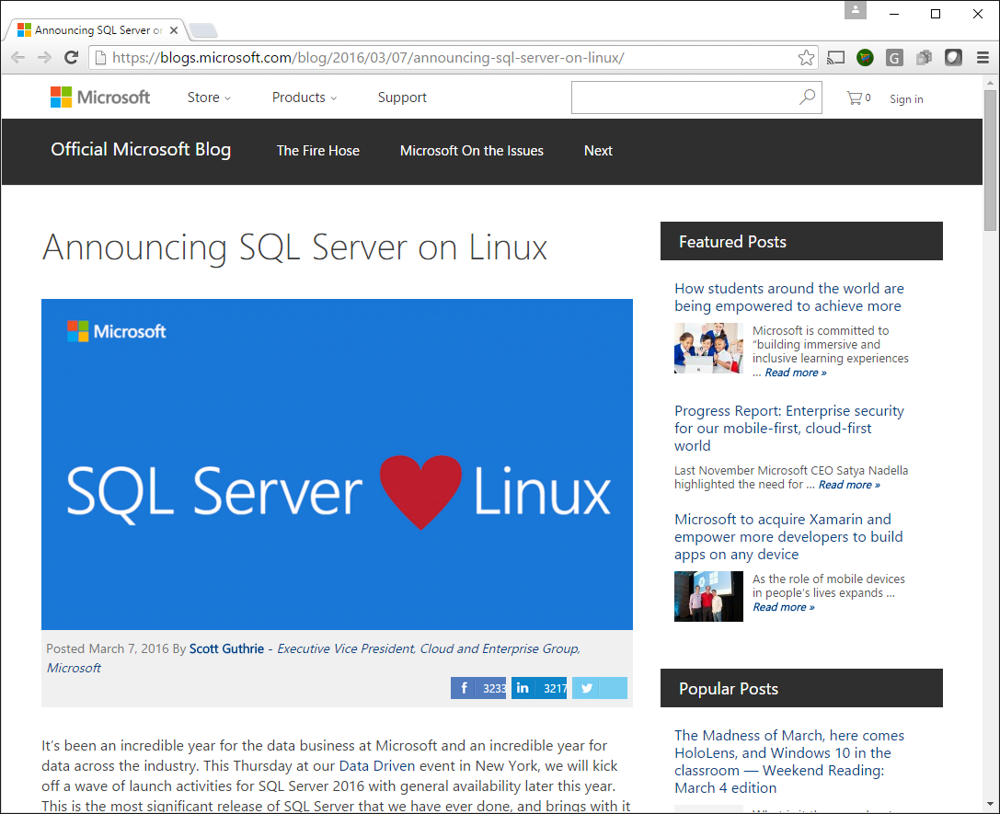 Announcing SQL Server on
https://blogs.microsoft.com/blog/2016/03/07/announcing-sql-server-on-linux/
G
Microsoft Store Products Support 0 Sign in
Official Microsoft Blog The Fire Hose Microsoft On the Issues Next
Announcing SQL Server on Linux
Microsoft
SQL Server Linux
Posted March 7, 2016 By Scott Guthrie - Executive Vice President, Cloud and Enterprise Group,
Microsoft
f 3233 in 3217
It's been an incredible year for the data business at Microsoft and an incredible year for
data across the industry. This Thursday at our Data Driven event in New York, we will kick
off a wave of launch activities for SQL Server 2016 with general availability later this year.
This is the most significant release of SQL Server that we have ever done, and brings with it
Featured Posts
How students around the world are
being empowered to achieve more
Microsoft is committed to
“building immersive and
inclusive learning experiences
... Read more »
Progress Report: Enterprise security
for our mobile-first, cloud-first
world
Last November Microsoft CEO Satya Nadella
highlighted the need for ... Read more »
Microsoft to acquire Xamarin and
empower more developers to build
apps on any device
As the role of mobile devices
in people's lives expands ...
Read more »
Popular Posts
The Madness of March, here comes
HoloLens, and Windows 10 in the
classroom — Weekend Reading:
March 4 edition